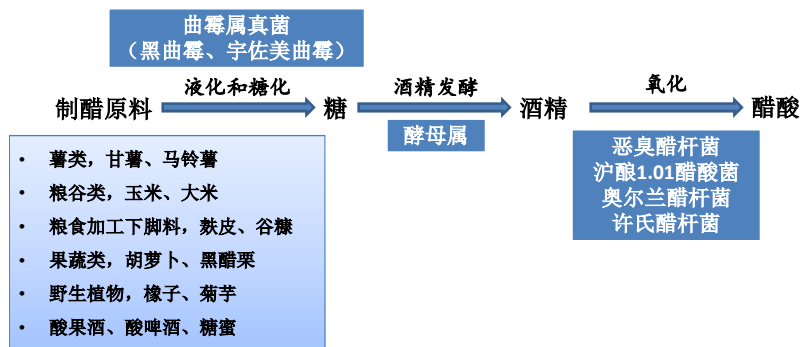 曲霉属真菌
（黑曲霉、宇佐美曲霉）
液化和糖化
酒精发酵
氧化
制醋原料
糖
酒精
醋酸
酵母属
恶臭醋杆菌
沪酿1.01醋酸菌
奥尔兰醋杆菌
许氏醋杆菌
• 薯类，甘薯、马铃薯
• 粮谷类，玉米、大米
• 粮食加工下脚料，麸皮、谷糠
• 果蔬类，胡萝卜、黑醋栗
• 野生植物，橡子、菊芋
• 酸果酒、酸啤酒、糖蜜